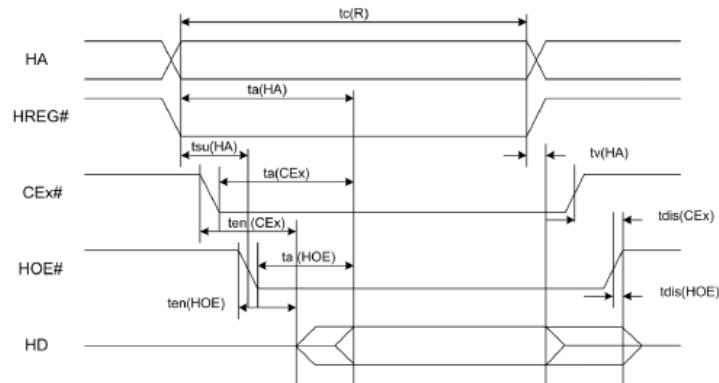 tc(R)
HA
ta(HA)
HREG#
tsu(HA)
tv(HA)
ta(CEx)
CEx#
tdis(CEx)
ten(CEx)
HOE#
ta(HOE)
ten(HOE)
tdis(HOE)
HD